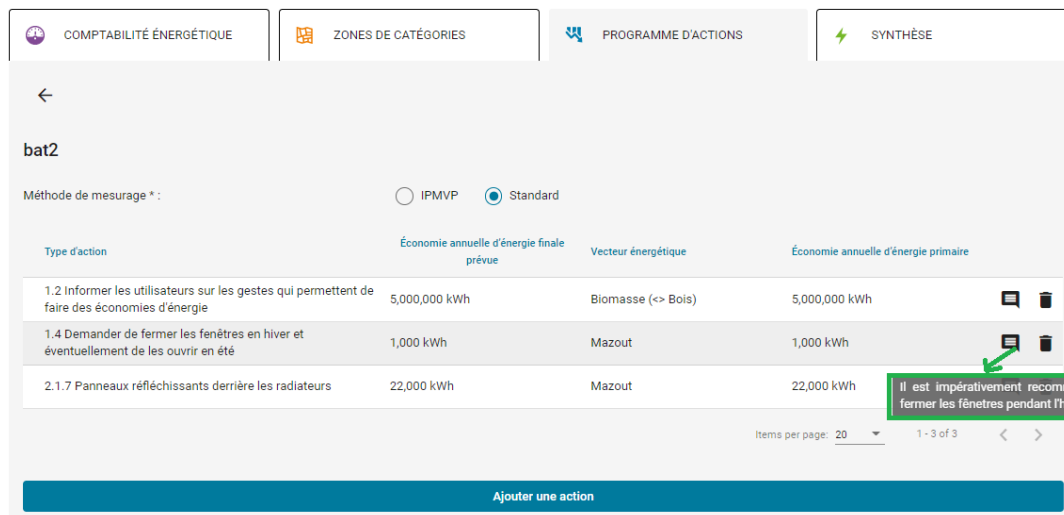 COMPTABILITÉ ÉNERGÉTIQUE
ZONES DE CATÉGORIES
PROGRAMME D'ACTIONS
SYNTHÈSE
bat2
Méthode de mesurage * :
IPMVP
Standard
Type d'action
Économie annuelle d'énergie finale
prévue
Vecteur énergétique
Économie annuelle d'énergie primaire
1.2 Informer les utilisateurs sur les gestes qui permettent de
faire des économies d'énergie
5,000,000 kWh
Biomasse (<> Bois)
5,000,000 kWh
1.4 Demander de fermer les fenêtres en hiver et
éventuellement de les ouvrir en été
1,000 kWh
Mazout
1,000 kWh
2.1.7 Panneaux réfléchissants derrière les radiateurs
22,000 kWh
Mazout
22,000 kWh
Il est impérativement
fermer les fênetres pendant
Items per page: 20
1 - 3 of 3
Ajouter une action